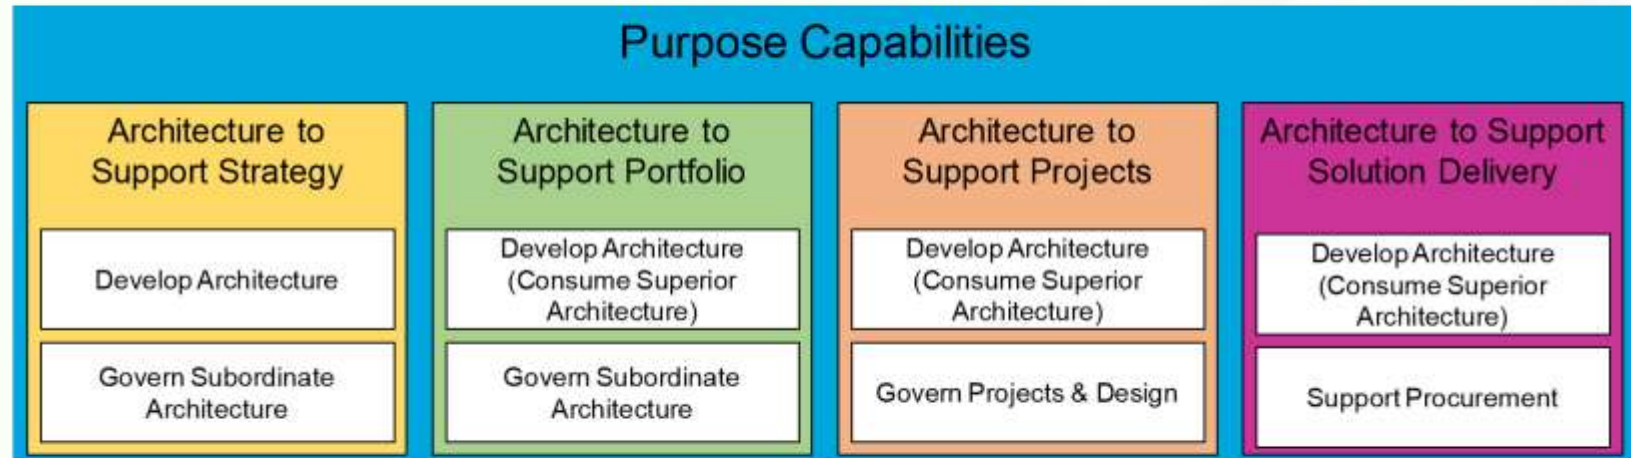 Purpose Capabilities
Architecture to
Support Strategy
Develop Architecture
Govern Subordinate
Architecture
Architecture to
Support Portfolio
Develop Architecture
(Consume Superior
Architecture)
Govern Subordinate
Architecture
Architecture to
Support Projects
Develop Architecture
(Consume Superior
Architecture)
Govern Projects & Design
Architecture to Support
Solution Delivery
Develop Architecture
(Consume Superior
Architecture)
Support Procurement